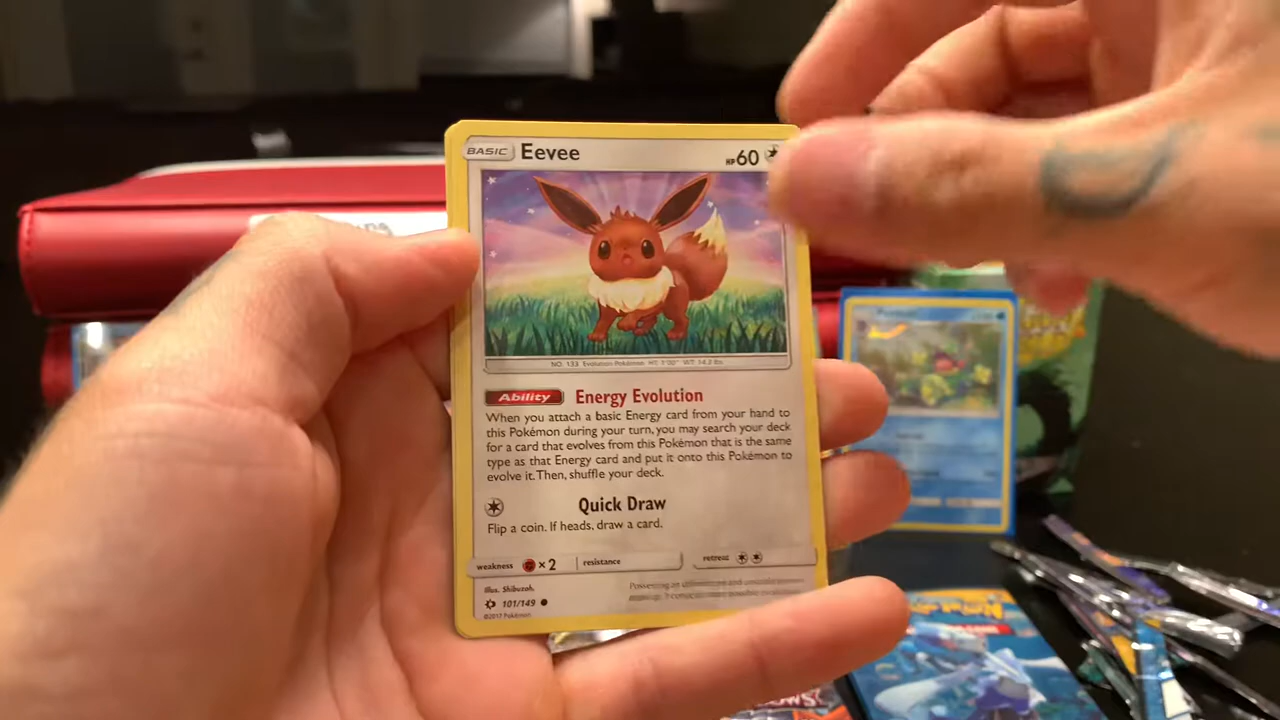 BASIC Eevee HP60
NO. 133 Evolution Pokémon HT: 1'00" WT: 14.3 lbs.
Ability Energy Evolution
When you attach a basic Energy card from your hand to
this Pokémon during your turn, you may search your deck
for a card that evolves from this Pokémon that is the same
type as that Energy card and put it onto this Pokémon to
evolve it. Then, shuffle your deck.
Quick Draw
Flip a coin. If heads, draw a card.
weakness ×2 resistance retreat
Illus. Shibuzoh.
101/149
©2017 Pokémon